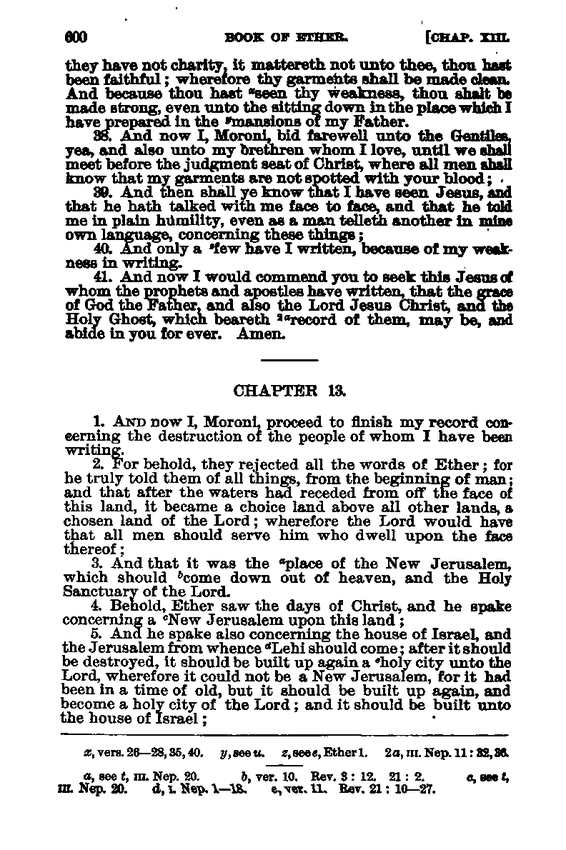 600 BOOK OF ETHER. [CHAP. XIII.
they have not charity, it mattereth not unto thee, thou hast
been faithful; wherefore thy garments shall be made clean.
And because thou hast ˣseen thy weakness, thou shalt be
made strong, even unto the sitting down in the place which I
have prepared in the ʸmansions of my Father.
38. And now I, Moroni, bid farewell unto the Gentiles,
yea, and also unto my brethren whom I love, until we shall
meet before the judgment seat of Christ, where all men shall
know that my garments are not spotted with your blood;
39. And then shall ye know that I have seen Jesus, and
that he hath talked with me face to face, and that he told
me in plain humility, even as a man telleth another in mine
own language, concerning these things;
40. And only a ᶻfew have I written, because of my weak-
ness in writing.
41. And now I would commend you to seek this Jesus of
whom the prophets and apostles have written, that the grace
of God the Father, and also the Lord Jesus Christ, and the
Holy Ghost, which beareth ²ᵃrecord of them, may be, and
abide in you for ever. Amen.
CHAPTER 13.
1. AND now I, Moroni, proceed to finish my record con-
cerning the destruction of the people of whom I have been
writing.
2. For behold, they rejected all the words of Ether; for
he truly told them of all things, from the beginning of man;
and that after the waters had receded from off the face of
this land, it became a choice land above all other lands, a
chosen land of the Lord; wherefore the Lord would have
that all men should serve him who dwell upon the face
thereof;
3. And that it was the ᵃplace of the New Jerusalem,
which should ᵇcome down out of heaven, and the Holy
Sanctuary of the Lord.
4. Behold, Ether saw the days of Christ, and he spake
concerning a ᶜNew Jerusalem upon this land;
5. And he spake also concerning the house of Israel, and
the Jerusalem from whence ᵈLehi should come; after it should
be destroyed, it should be built up again a ᵉholy city unto the
Lord, wherefore it could not be a New Jerusalem, for it had
been in a time of old, but it should be built up again, and
become a holy city of the Lord; and it should be built unto
the house of Israel;
x, vers. 26—28, 35, 40. y, see u. z, see e, Ether 1. 2a, III. Nep. 11: 32, 36.
a, see t, III. Nep. 20. b, ver. 10. Rev. 3: 12. 21: 2. c, see t,
III. Nep. 20. d, I. Nep. 1—18. e, ver. 11. Rev. 21: 10—27.